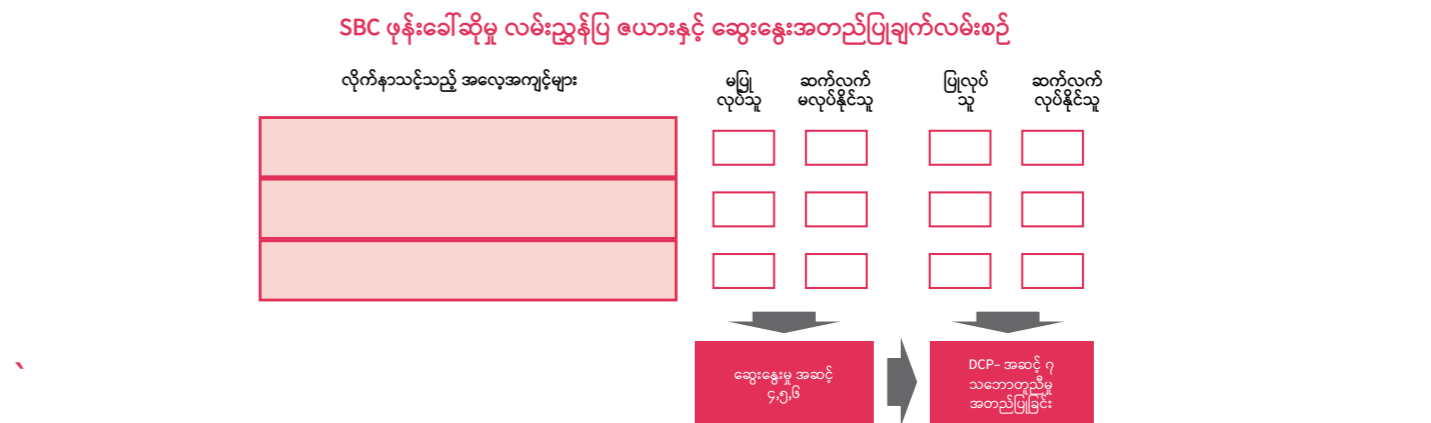 SBC ဖုန်းခေါ်ဆိုမှု လမ်းညွှန်ပြ ဇယားနှင့် ဆွေးနွေးအတည်ပြုချက်လမ်းစဉ်
လိုက်နာသင့်သည့် အလေ့အကျင့်များ
မပြု
လုပ်သူ
ဆက်လက်
မလုပ်နိုင်သူ
ပြုလုပ်
သူ
ဆက်လက်
လုပ်နိုင်သူ
ဆွေးနွေးမှု အဆင့်
၄,၅,၆
DCP- အဆင့် ၇
သဘောတူညီမှု
အတည်ပြုခြင်း